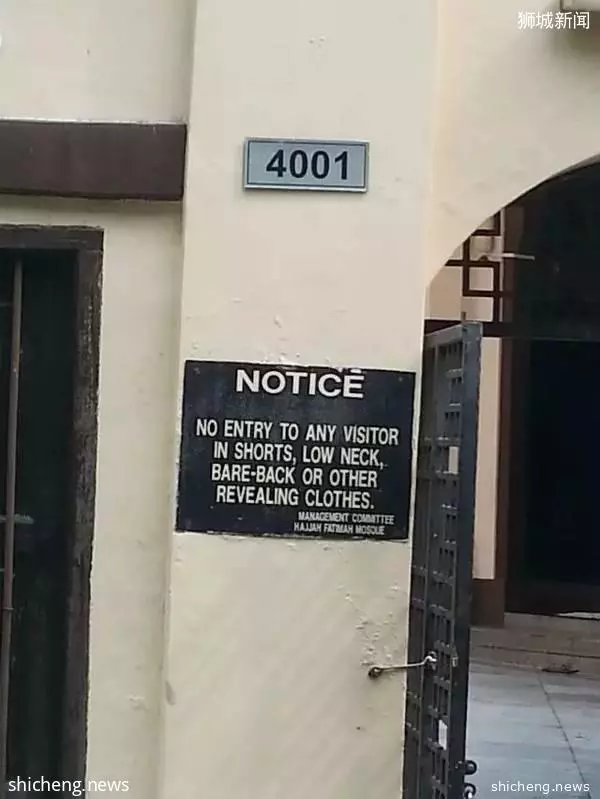 狮城新闻
4001
NOTICE
NO ENTRY TO ANY VISITOR
IN SHORTS, LOW NECK,
BARE-BACK OR OTHER
REVEALING CLOTHES.
MANAGEMENT COMMITTEE
HAJJAH FATIMAH MOSQUE
shicheng.news
shicheng.news